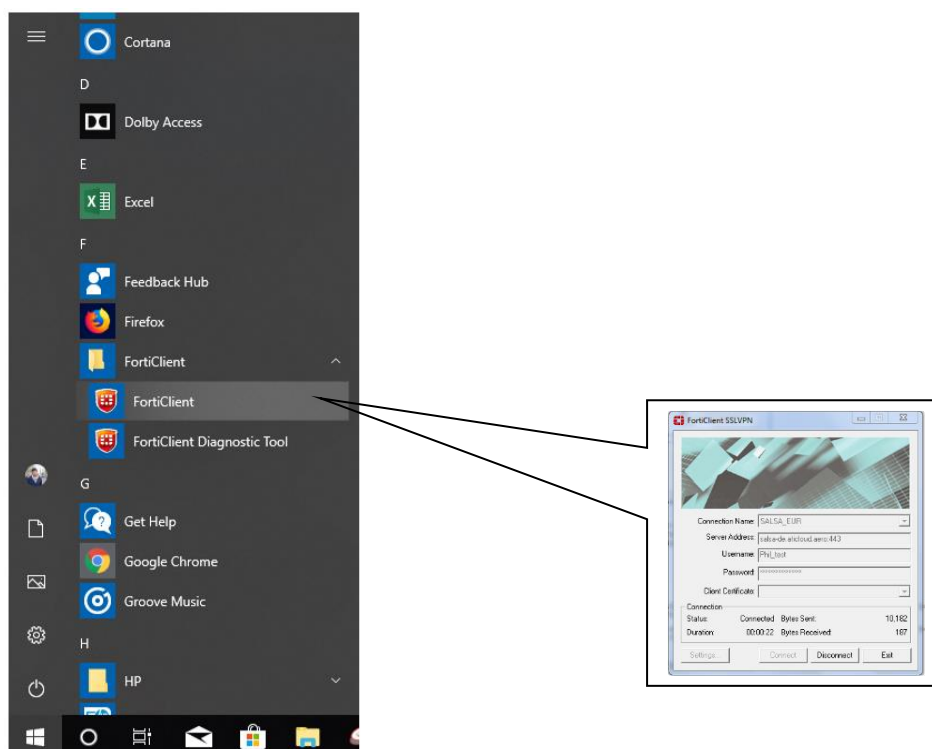 Cortana
D
Dolby Access
E
Excel
F
Feedback Hub
Firefox
FortiClient
FortiClient
FortiClient Diagnostic Tool
G
Get Help
Google Chrome
Groove Music
H
HP
FortiClient SSLVPN
Connection Name: SALSA_EUR
Server Address:
Username: Phil_test
Password: *************
Client Certificate:
Connection
Status: Connected Bytes Sent: 10,182
Duration: 00:00:22 Bytes Received: 187
Settings... Connect Disconnect Exit